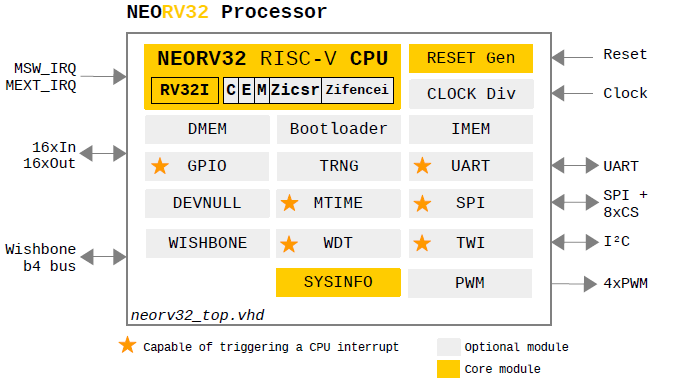 NEORV32 Processor
NEORV32 RISC-V CPU
RV32I C E M Zicsr Zifencei
RESET Gen
CLOCK Div
MSW_IRQ
MEXT_IRQ
Reset
Clock
DMEM
Bootloader
IMEM
16xIn
16xOut
GPIO
TRNG
UART
UART
DEVNULL
MTIME
SPI
SPI +
8xCS
Wishbone
b4 bus
WISHBONE
WDT
TWI
I²C
SYSINFO
PWM
4xPWM
neorv32_top.vhd
Capable of triggering a CPU interrupt
Optional module
Core module